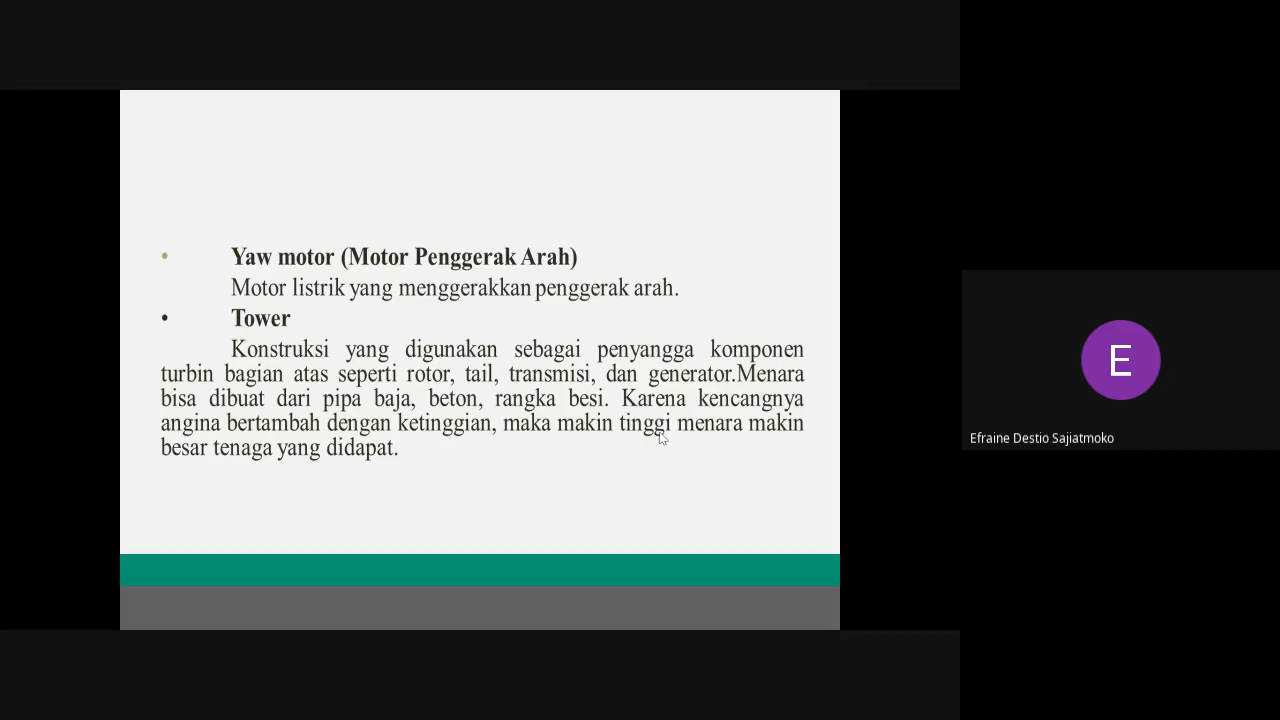 • Yaw motor (Motor Penggerak Arah)
Motor listrik yang menggerakkan penggerak arah.
• Tower
Konstruksi yang digunakan sebagai penyangga komponen
turbin bagian atas seperti rotor, tail, transmisi, dan generator.Menara
bisa dibuat dari pipa baja, beton, rangka besi. Karena kencangnya
angina bertambah dengan ketinggian, maka makin tinggi menara makin
besar tenaga yang didapat.
E
Efraine Destio Sajiatmoko